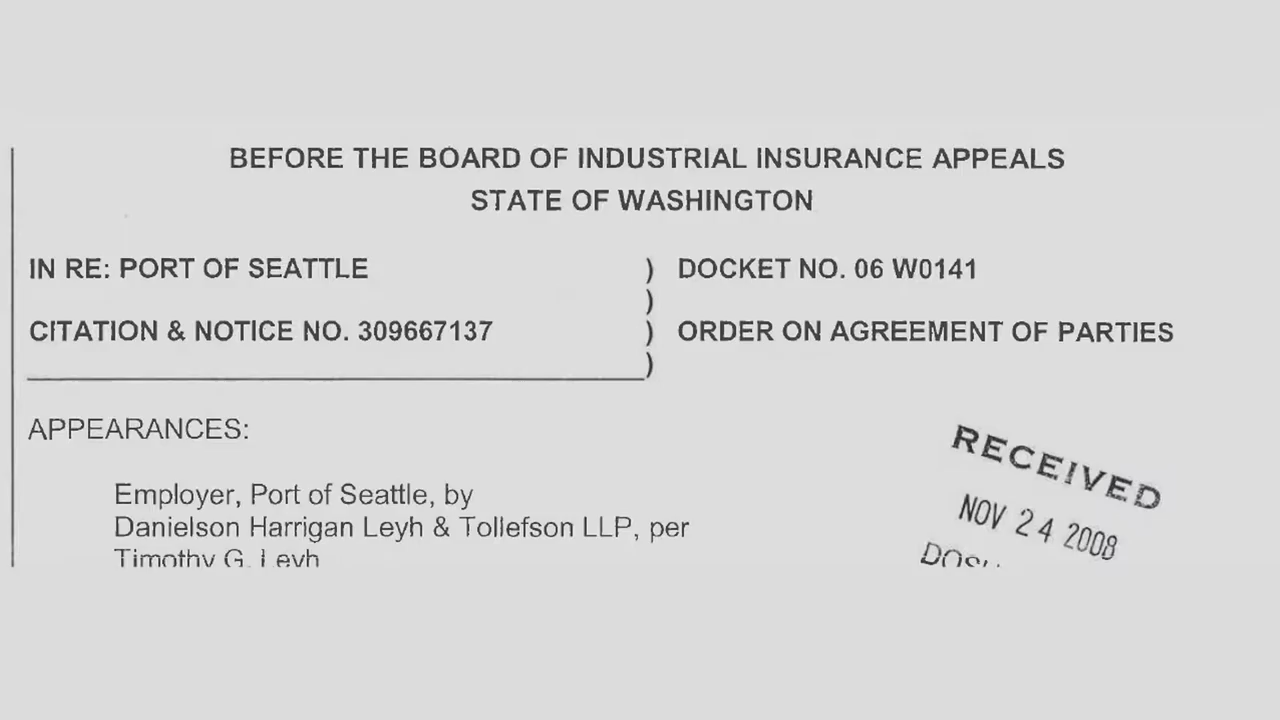 BEFORE THE BOARD OF INDUSTRIAL INSURANCE APPEALS
STATE OF WASHINGTON
IN RE: PORT OF SEATTLE ) DOCKET NO. 06 W0141
)
CITATION & NOTICE NO. 309667137 ) ORDER ON AGREEMENT OF PARTIES
)
APPEARANCES:
RECEIVED
NOV 24 2008
Employer, Port of Seattle, by
Danielson Harrigan Leyh & Tollefson LLP, per
Timothy G. Leyh